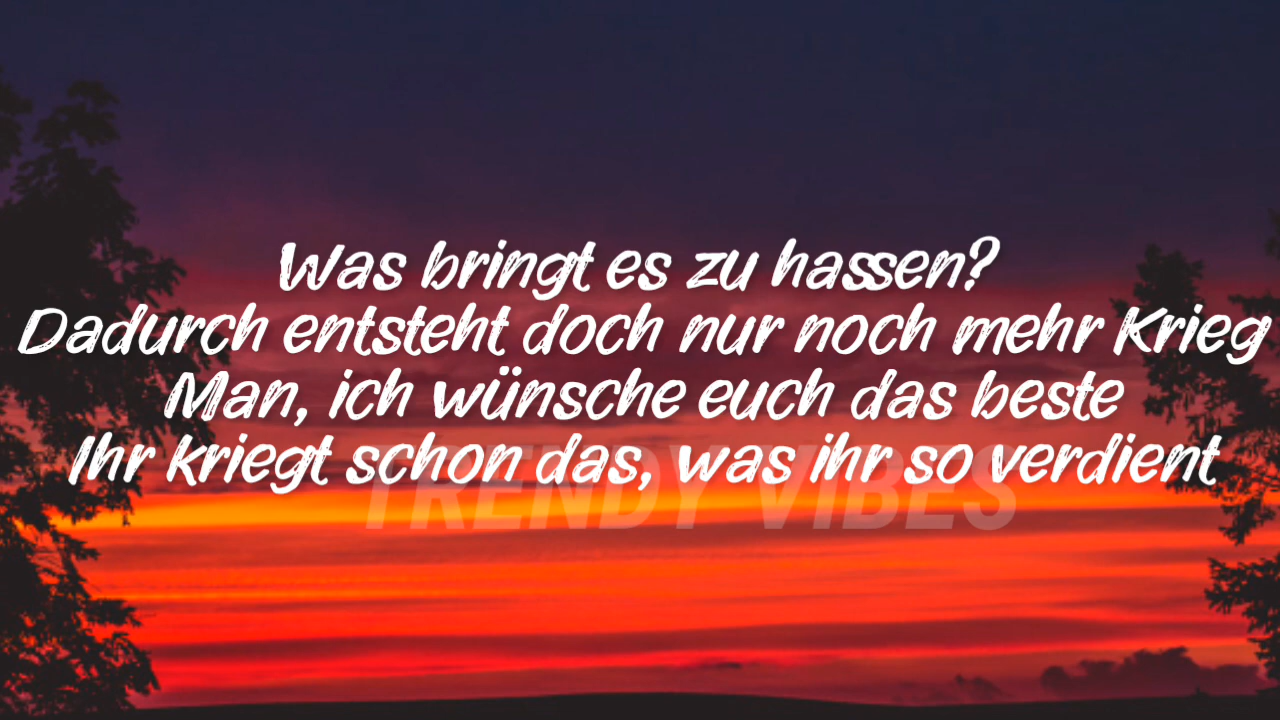 Was bringt es zu hassen?
Dadurch entsteht doch nur noch mehr Krieg
Man, ich wünsche euch das beste
Ihr kriegt schon das, was ihr so verdient
TRENDY VIBES